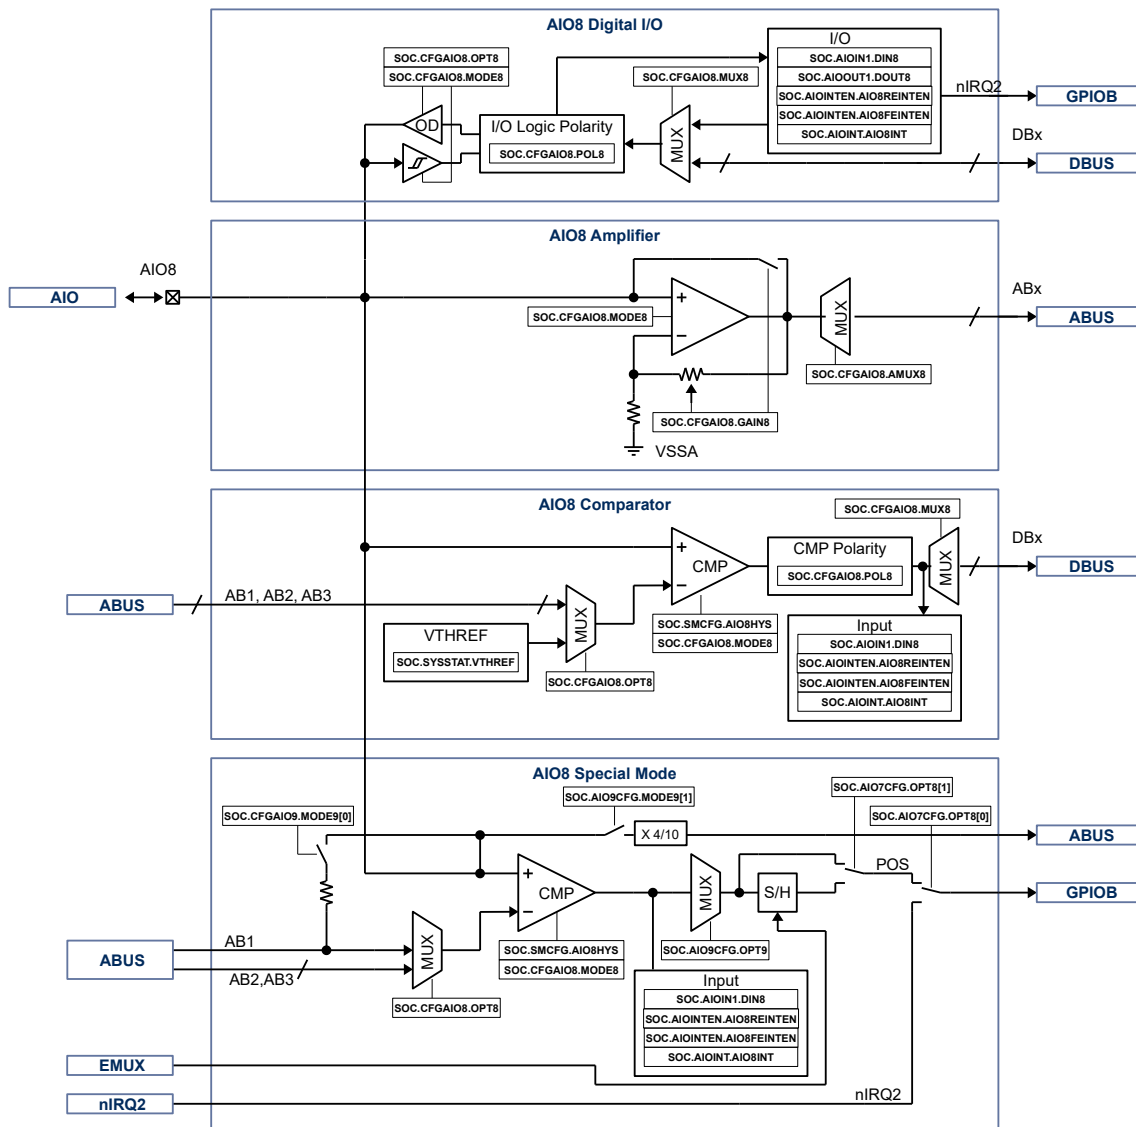 AIO8 Digital I/O
SOC.CFGAIO8.OPT8
SOC.CFGAIO8.MODE8
OD
I/O Logic Polarity
SOC.CFGAIO8.POL8
SOC.CFGAIO8.MUX8
MUX
I/O
SOC.AIOIN1.DIN8
SOC.AIOOUT1.DOUT8
SOC.AIOINTEN.AIO8REINTEN
SOC.AIOINTEN.AIO8FEINTEN
SOC.AIOINT.AIO8INT
nIRQ2
GPIOB
DBx
DBUS
AIO8 Amplifier
AIO
AIO8
SOC.CFGAIO8.MODE8
+
−
MUX
SOC.CFGAIO8.AMUX8
SOC.CFGAIO8.GAIN8
VSSA
ABx
ABUS
AIO8 Comparator
ABUS
AB1, AB2, AB3
VTHREF
SOC.SYSSTAT.VTHREF
MUX
SOC.CFGAIO8.OPT8
+
−
CMP
SOC.SMCFG.AIO8HYS
SOC.CFGAIO8.MODE8
CMP Polarity
SOC.CFGAIO8.POL8
SOC.CFGAIO8.MUX8
MUX
DBx
DBUS
Input
SOC.AIOIN1.DIN8
SOC.AIOINTEN.AIO8REINTEN
SOC.AIOINTEN.AIO8FEINTEN
SOC.AIOINT.AIO8INT
AIO8 Special Mode
SOC.CFGAIO9.MODE9[0]
SOC.AIO9CFG.MODE9[1]
X 4/10
SOC.AIO7CFG.OPT8[1]
SOC.AIO7CFG.OPT8[0]
ABUS
POS
GPIOB
+
−
CMP
SOC.SMCFG.AIO8HYS
SOC.CFGAIO8.MODE8
MUX
SOC.AIO9CFG.OPT9
S/H
ABUS
AB1
AB2,AB3
MUX
SOC.CFGAIO8.OPT8
Input
SOC.AIOIN1.DIN8
SOC.AIOINTEN.AIO8REINTEN
SOC.AIOINTEN.AIO8FEINTEN
SOC.AIOINT.AIO8INT
EMUX
nIRQ2
nIRQ2